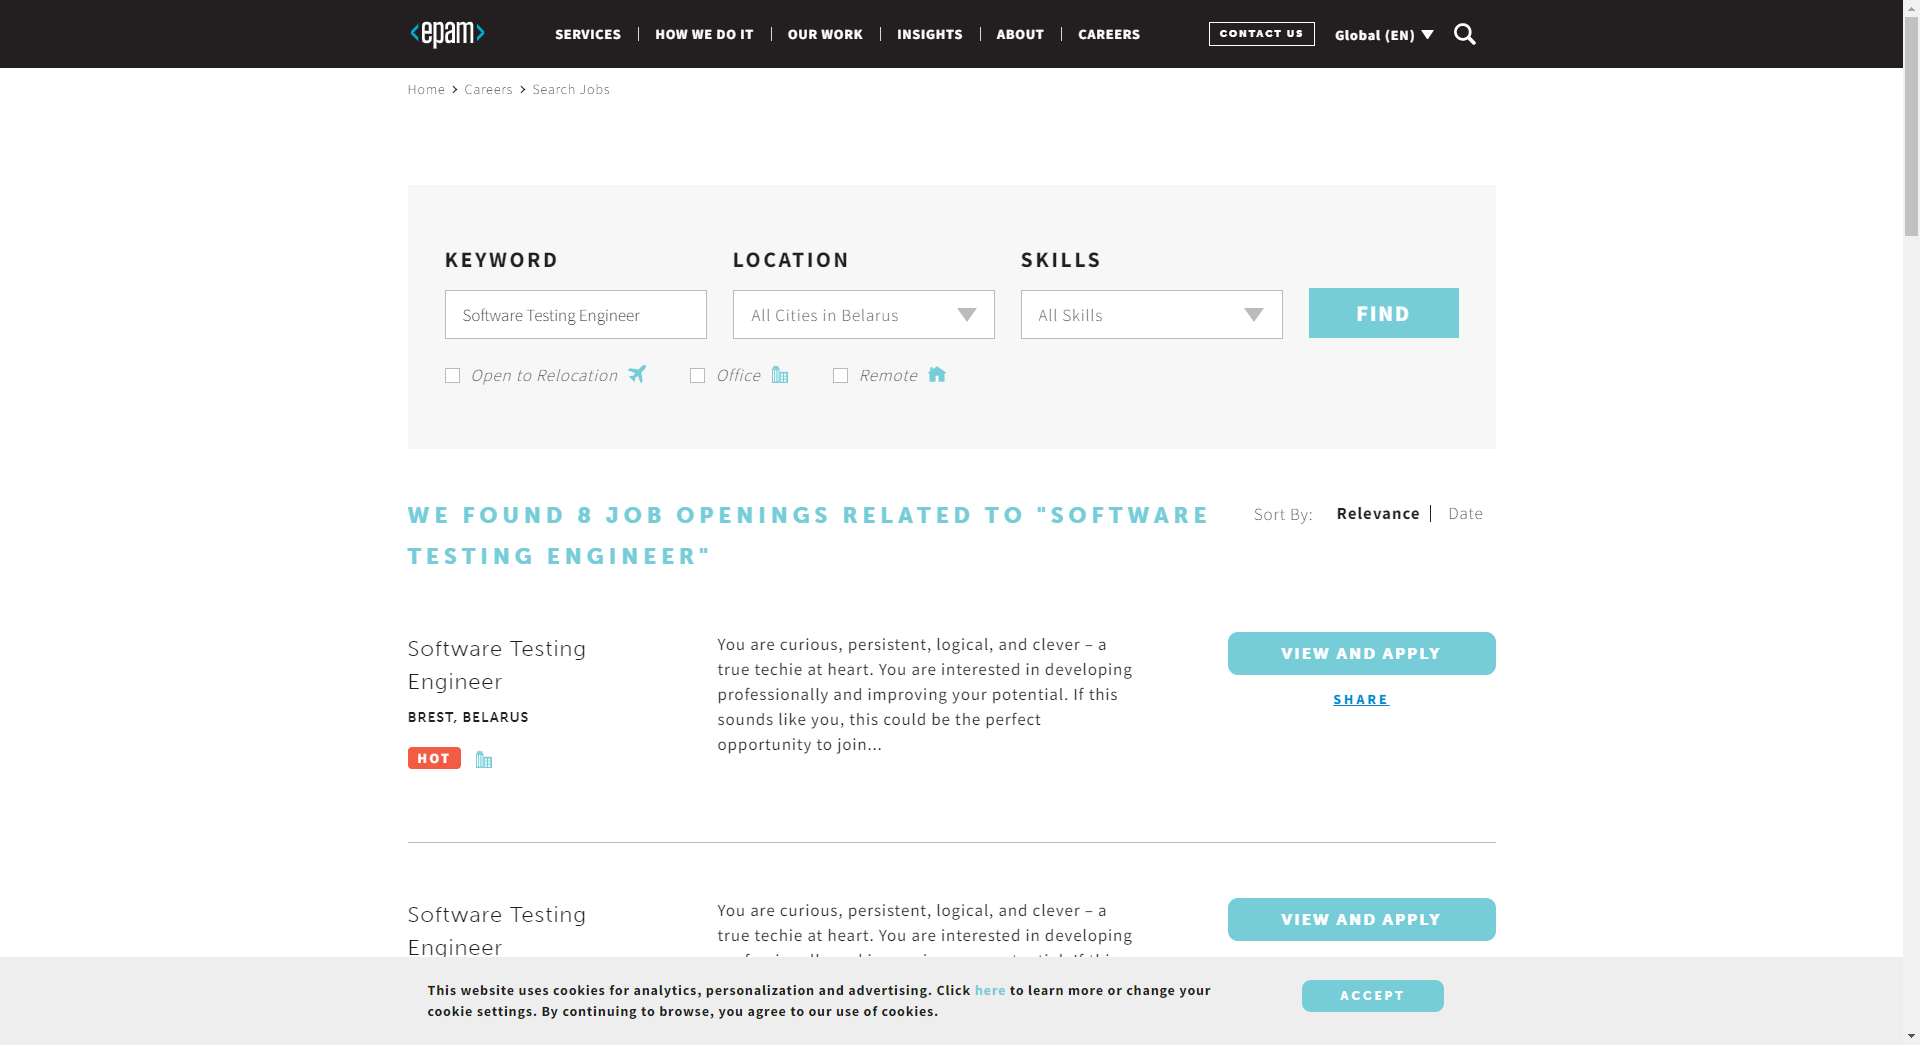 <epam>
SERVICES
HOW WE DO IT
OUR WORK
INSIGHTS
ABOUT
CAREERS
CONTACT US
Global (EN)
Home > Careers > Search Jobs
KEYWORD
LOCATION
SKILLS
Software Testing Engineer
All Cities in Belarus
All Skills
FIND
Open to Relocation
Office
Remote
WE FOUND 8 JOB OPENINGS RELATED TO "SOFTWARE
TESTING ENGINEER"
Sort By:
Relevance
Date
Software Testing
Engineer
BREST, BELARUS
HOT
You are curious, persistent, logical, and clever – a
true techie at heart. You are interested in developing
professionally and improving your potential. If this
sounds like you, this could be the perfect
opportunity to join...
VIEW AND APPLY
SHARE
Software Testing
Engineer
You are curious, persistent, logical, and clever – a
true techie at heart. You are interested in developing
VIEW AND APPLY
This website uses cookies for analytics, personalization and advertising. Click here to learn more or change your
cookie settings. By continuing to browse, you agree to our use of cookies.
ACCEPT